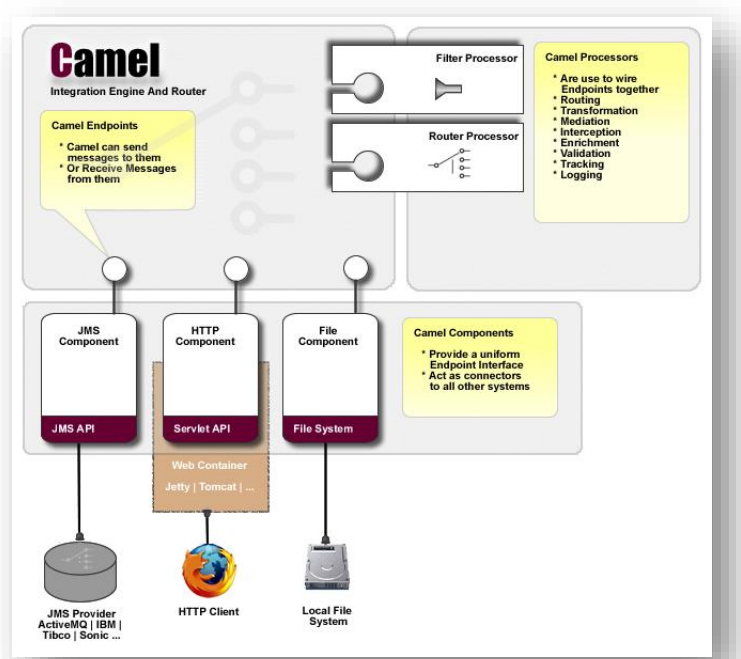 Camel
Integration Engine And Router
Camel Endpoints
* Camel can send
messages to them
* Or Receive Messages
from them
Filter Processor
Router Processor
Camel Processors
* Are use to wire
Endpoints together
* Routing
* Transformation
* Mediation
* Interception
* Enrichment
* Validation
* Tracking
* Logging
JMS
Component
JMS API
HTTP
Component
Servlet API
File
Component
File System
Camel Components
* Provide a uniform
Endpoint Interface
* Act as connectors
to all other systems
Web Container
Jetty | Tomcat | ...
JMS Provider
ActiveMQ | IBM |
Tibco | Sonic ...
HTTP Client
Local File
System